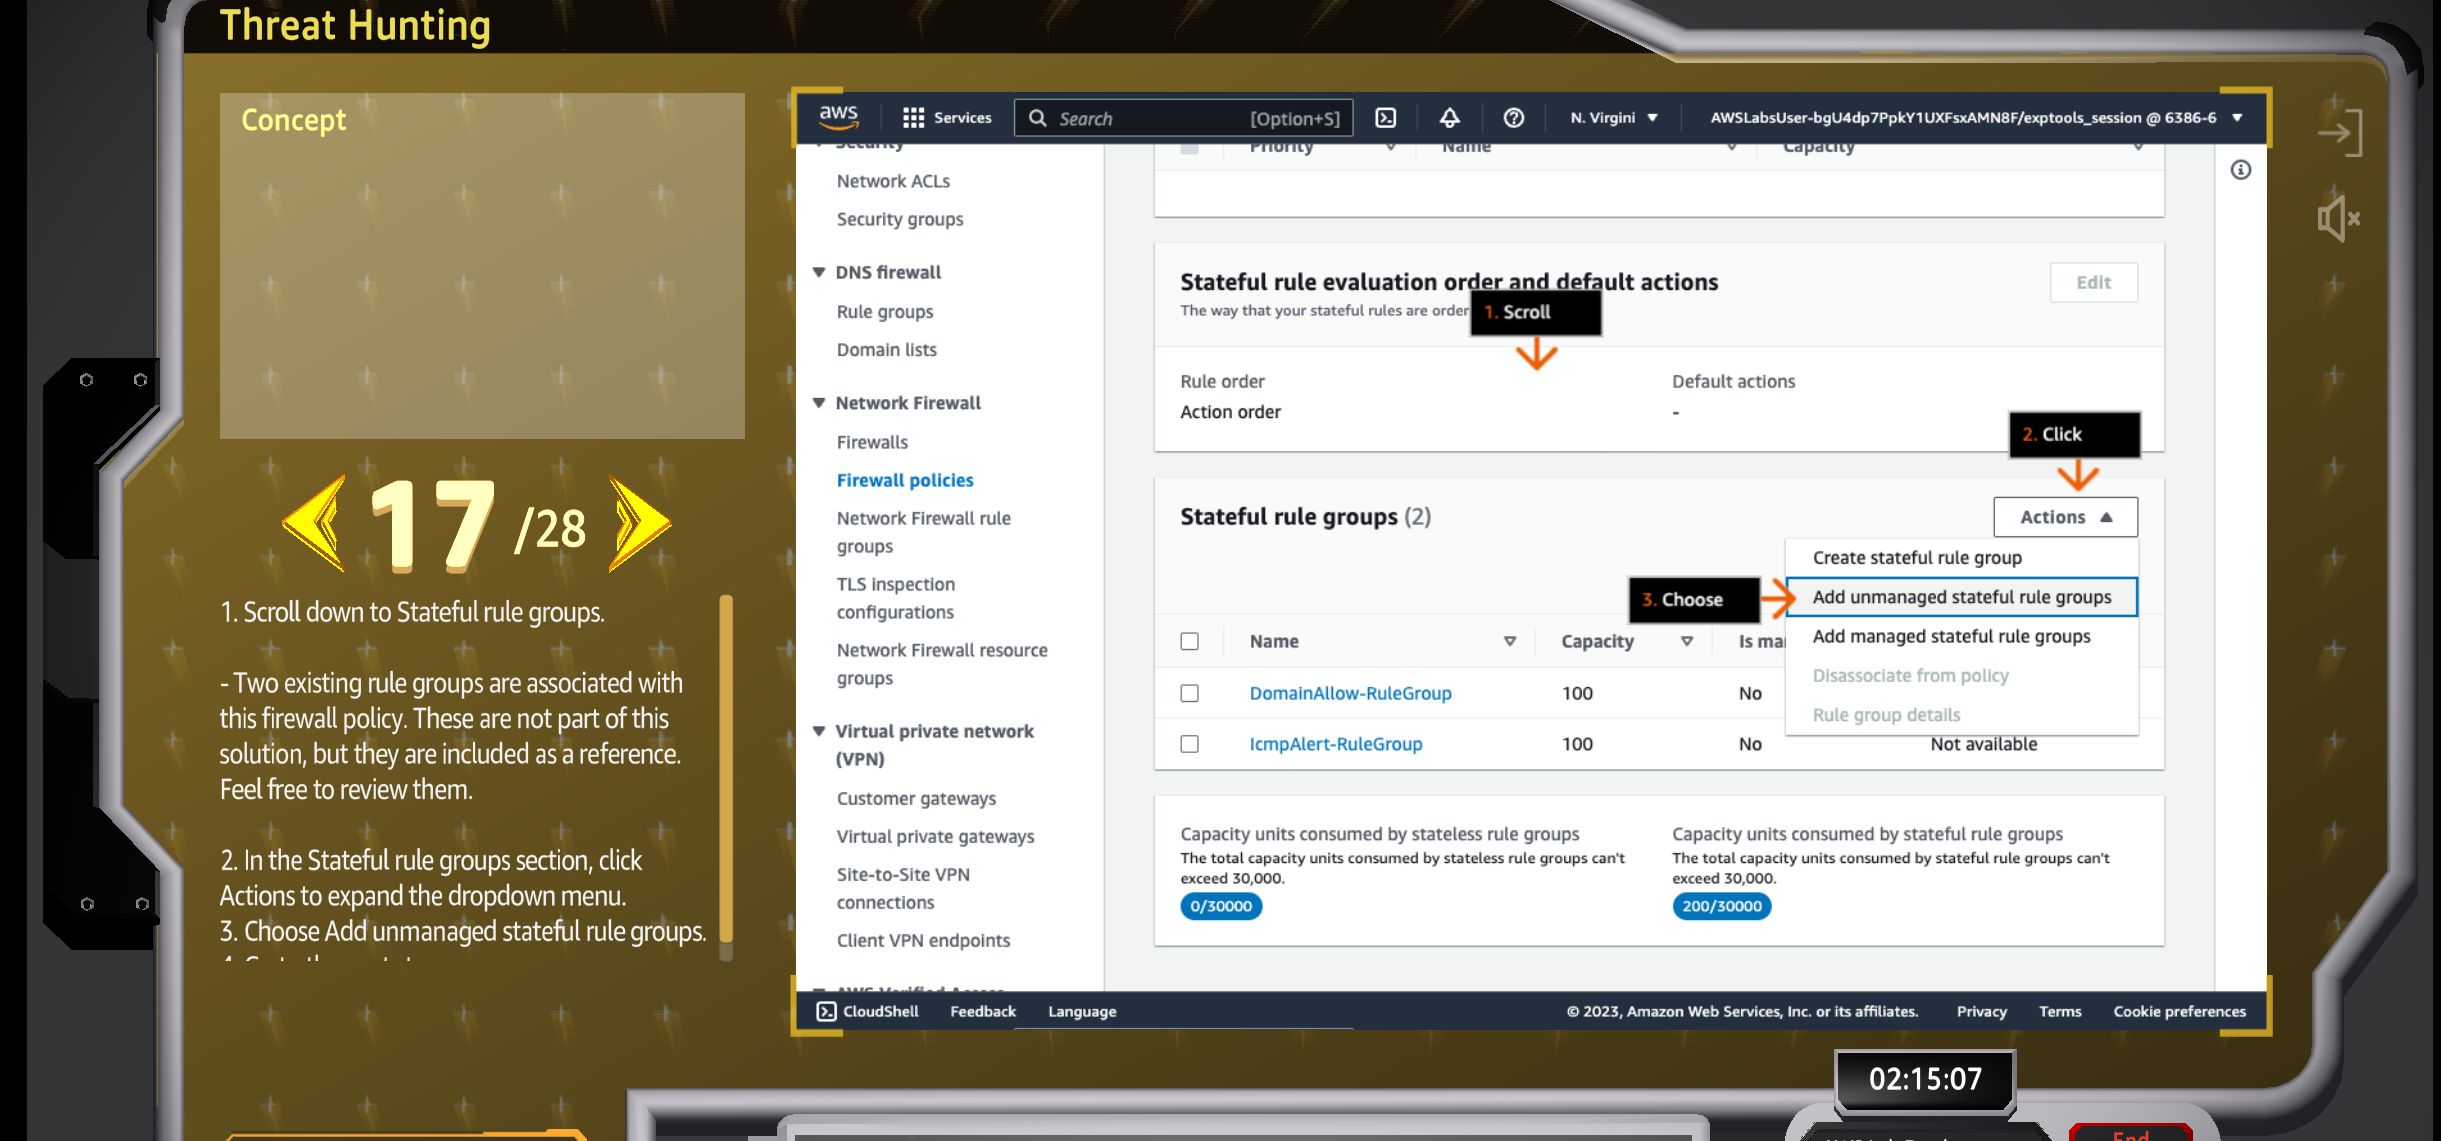 Threat Hunting
Concept
17 /28
1. Scroll down to Stateful rule groups.
- Two existing rule groups are associated with
this firewall policy. These are not part of this
solution, but they are included as a reference.
Feel free to review them.
2. In the Stateful rule groups section, click
Actions to expand the dropdown menu.
3. Choose Add unmanaged stateful rule groups.
aws
Services
Search [Option+S]
N. Virgini
AWSLabsUser-bgU4dp7PpkY1UXFsxAMN8F/exptools_session @ 6386-6
Security
Network ACLs
Security groups
DNS firewall
Rule groups
Domain lists
Network Firewall
Firewalls
Firewall policies
Network Firewall rule
groups
TLS inspection
configurations
Network Firewall resource
groups
Virtual private network
(VPN)
Customer gateways
Virtual private gateways
Site-to-Site VPN
connections
Client VPN endpoints
AWS Verified Access
Priority Name Capacity
Stateful rule evaluation order and default actions
Edit
The way that your stateful rules are order
1. Scroll
Rule order
Action order
Default actions
-
2. Click
Stateful rule groups (2)
Actions
Create stateful rule group
3. Choose
Add unmanaged stateful rule groups
Add managed stateful rule groups
Disassociate from policy
Rule group details
Name Capacity Is ma
DomainAllow-RuleGroup 100 No
IcmpAlert-RuleGroup 100 No Not available
Capacity units consumed by stateless rule groups
The total capacity units consumed by stateless rule groups can't
exceed 30,000.
0/30000
Capacity units consumed by stateful rule groups
The total capacity units consumed by stateful rule groups can't
exceed 30,000.
200/30000
CloudShell Feedback Language
© 2023, Amazon Web Services, Inc. or its affiliates. Privacy Terms Cookie preferences
02:15:07
End